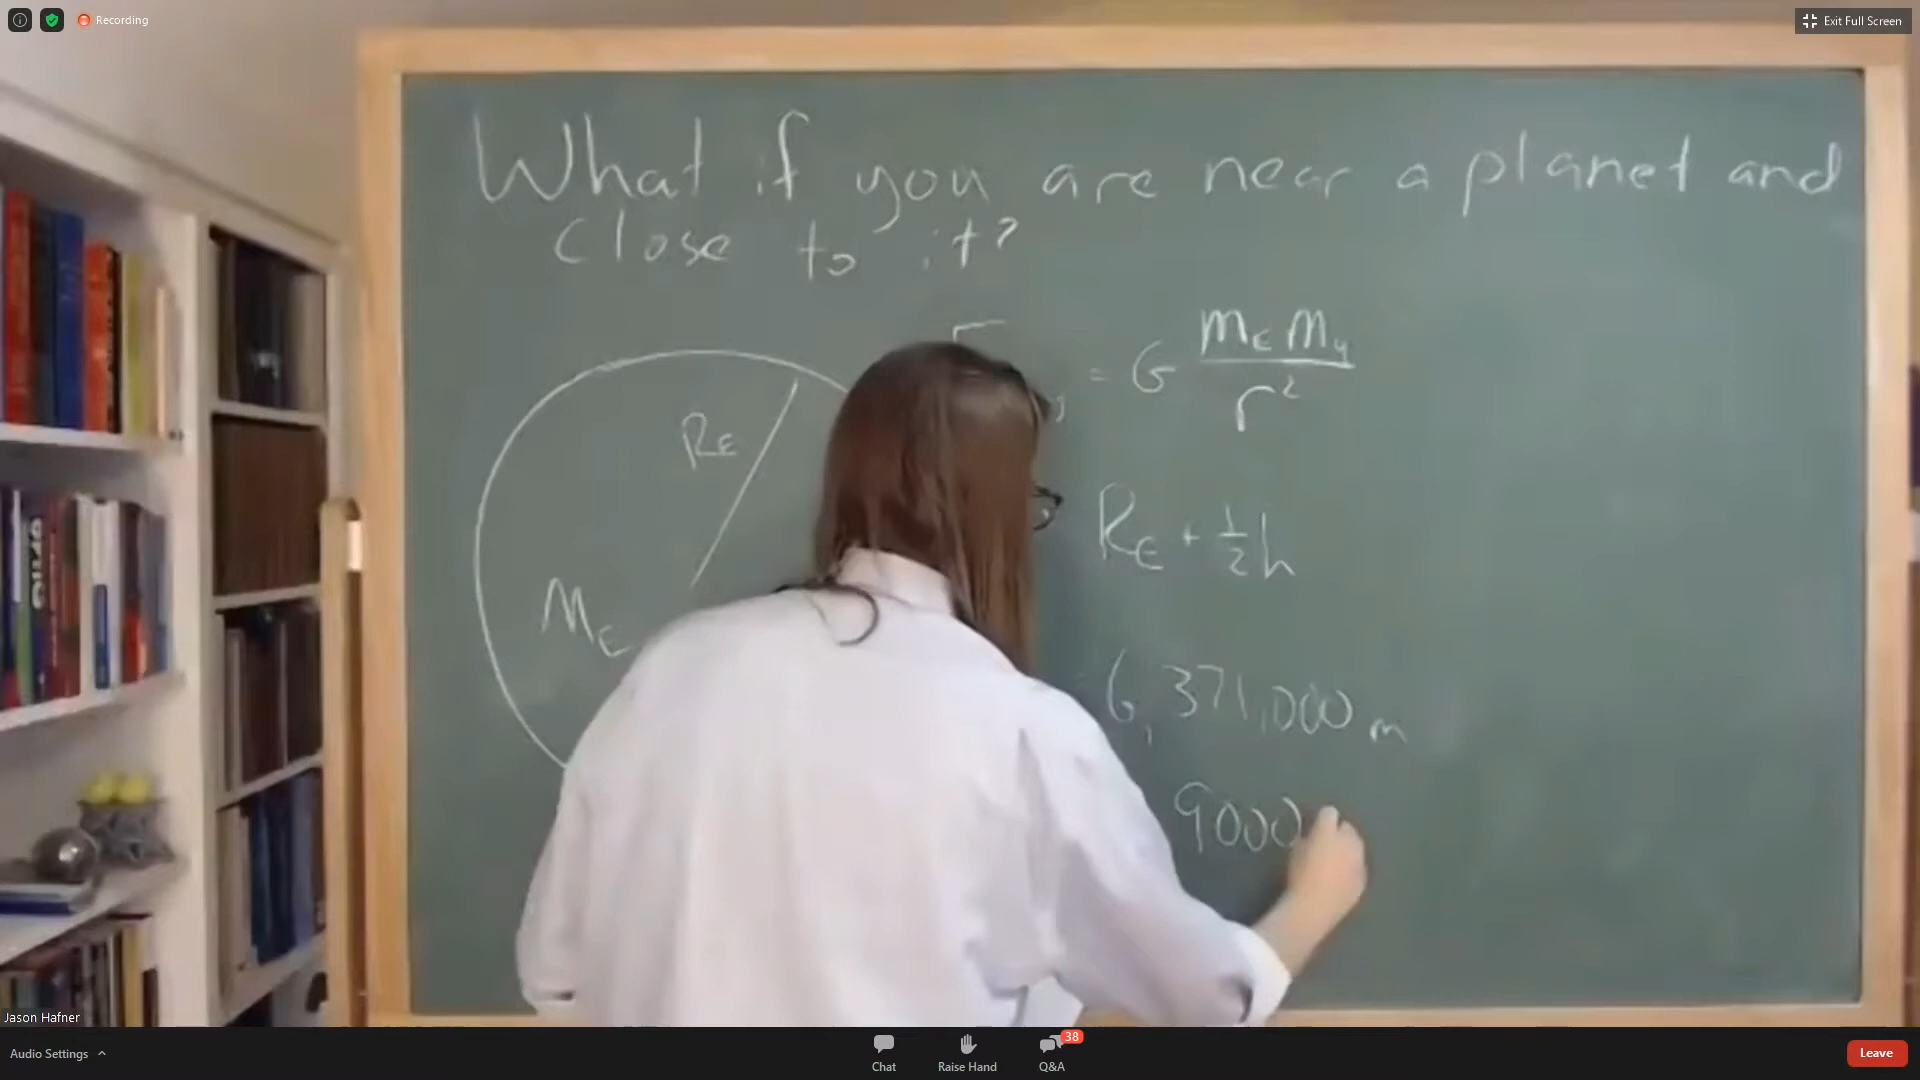 Recording
Exit Full Screen
What if you are near a planet and
close to it?
= G mE my / r²
RE
RE + ½h
ME
6,371,000 m
9000
Jason Hafner
Audio Settings
Chat
Raise Hand
Q&A
38
Leave